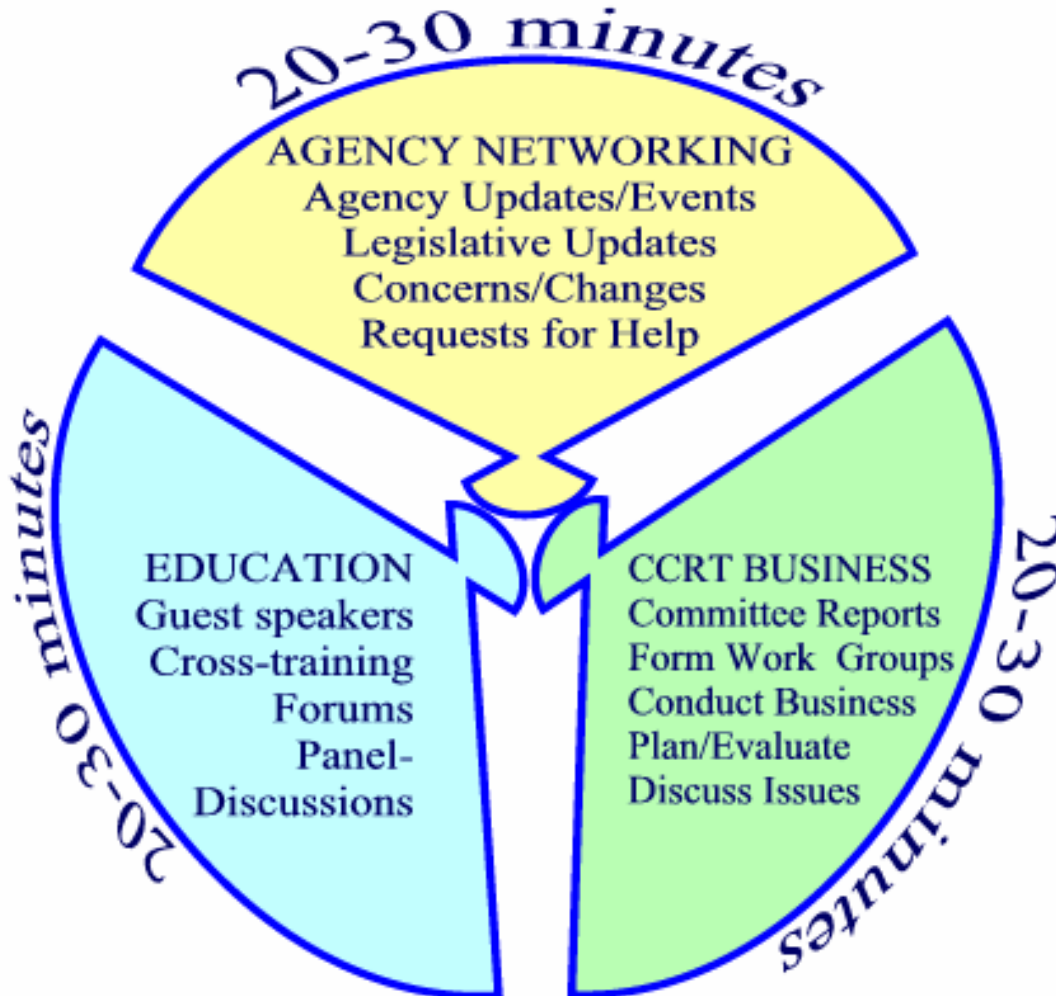 20-30 minutes
AGENCY NETWORKING
Agency Updates/Events
Legislative Updates
Concerns/Changes
Requests for Help
20-30 minutes
EDUCATION
Guest speakers
Cross-training
Forums
Panel-
Discussions
CCRT BUSINESS
Committee Reports
Form Work Groups
Conduct Business
Plan/Evaluate
Discuss Issues
20-30 minutes